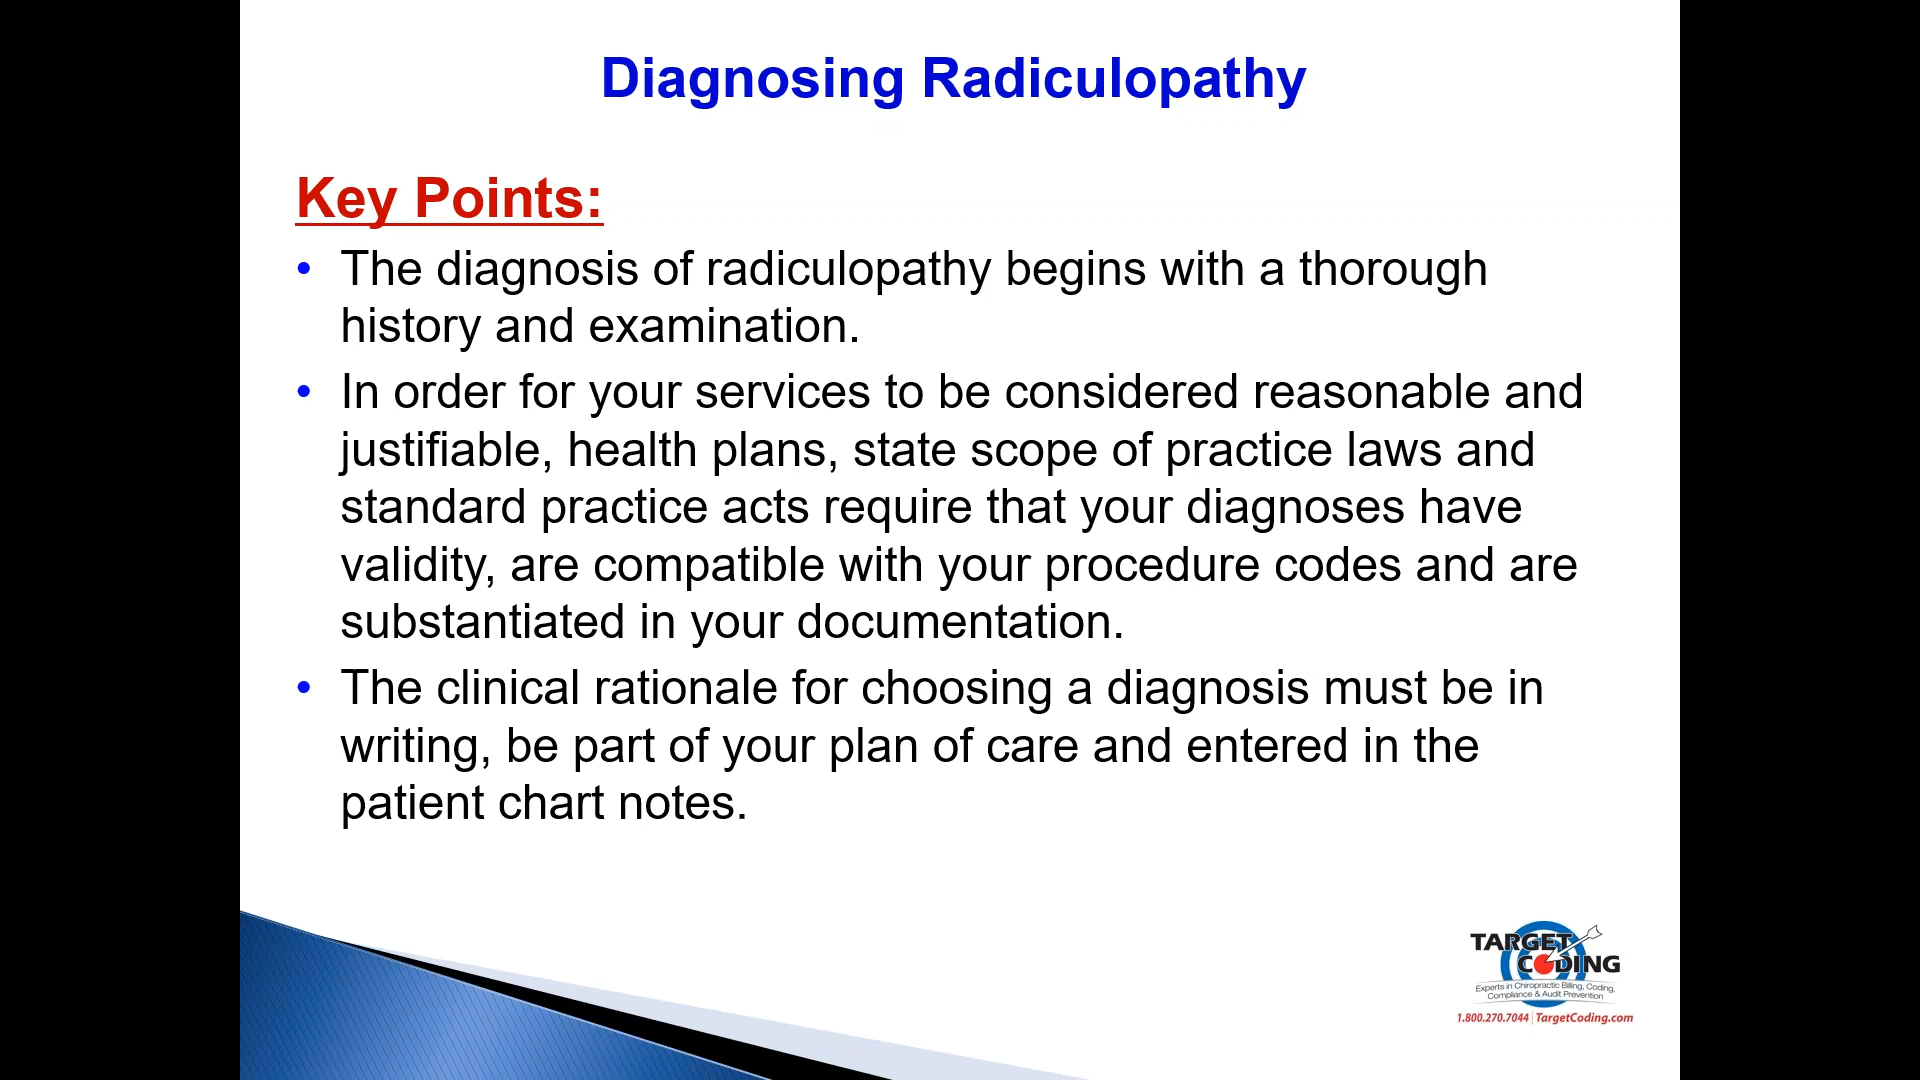 Diagnosing Radiculopathy
Key Points:
• The diagnosis of radiculopathy begins with a thorough
history and examination.
• In order for your services to be considered reasonable and
justifiable, health plans, state scope of practice laws and
standard practice acts require that your diagnoses have
validity, are compatible with your procedure codes and are
substantiated in your documentation.
• The clinical rationale for choosing a diagnosis must be in
writing, be part of your plan of care and entered in the
patient chart notes.
TARGET
CODING
Experts in Chiropractic Billing, Coding,
Compliance & Audit Prevention
1.800.270.7044 | TargetCoding.com